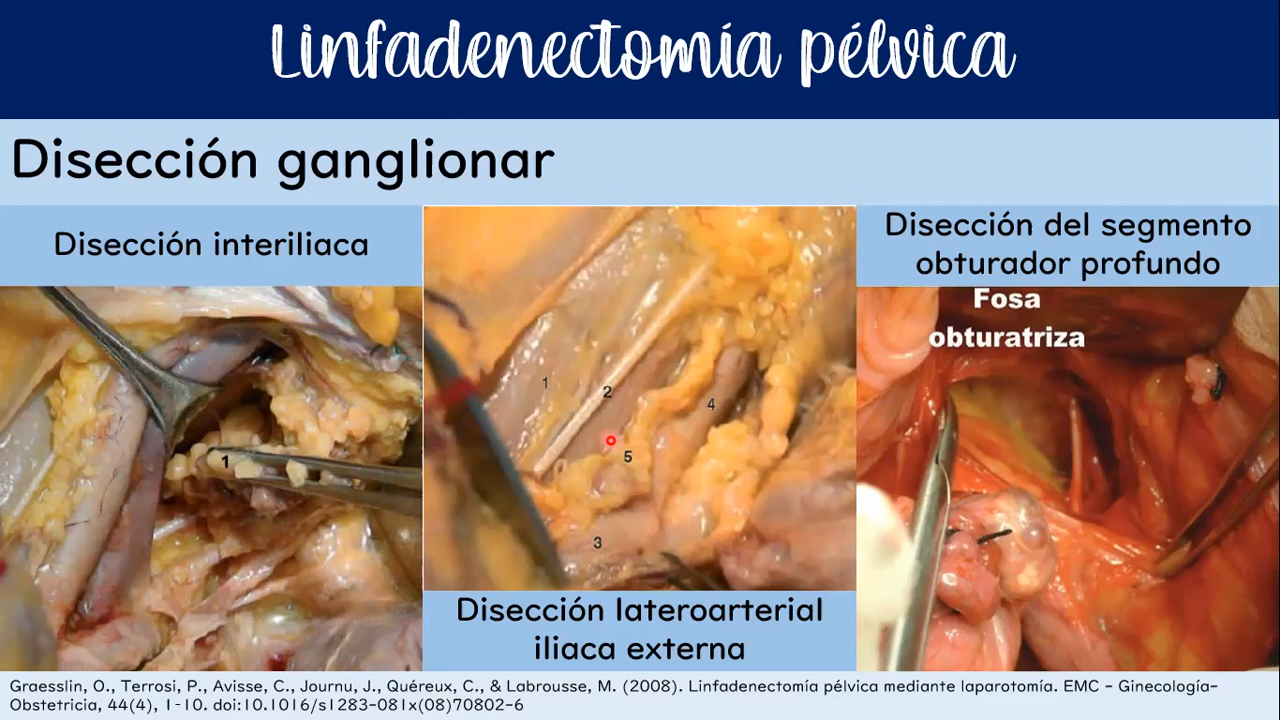 Linfadenectomía pélvica
Disección ganglionar
Disección interiliaca
1
1
2
4
5
3
Disección lateroarterial
iliaca externa
Disección del segmento
obturador profundo
Fosa
obturatriza
Graesslin, O., Terrosi, P., Avisse, C., Journu, J., Quéreux, C., & Labrousse, M. (2008). Linfadenectomía pélvica mediante laparotomía. EMC - Ginecología-
Obstetricia, 44(4), 1-10. doi:10.1016/s1283-081x(08)70802-6